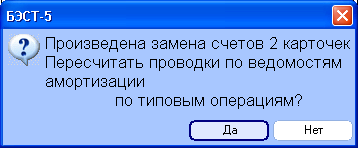 БЭСТ-5
Произведена замена счетов 2 карточек
Пересчитать проводки по ведомостям
амортизации
по типовым операциям?
Да Нет